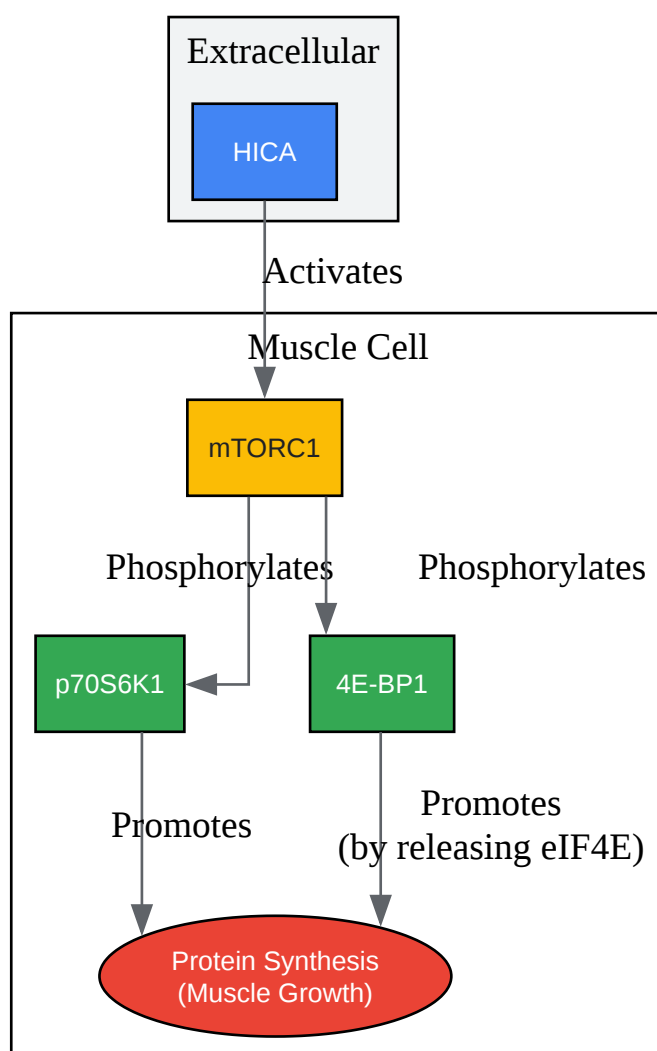 Extracellular
HICA
Activates
Muscle Cell
mTORC1
Phosphorylates
Phosphorylates
p70S6K1
4E-BP1
Promotes
Promotes
(by releasing eIF4E)
Protein Synthesis
(Muscle Growth)